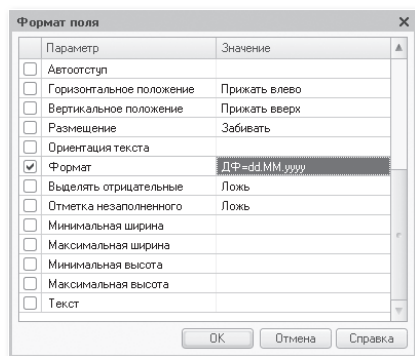 Формат поля
Параметр Значение
Автоотступ
Горизонтальное положение Прижать влево
Вертикальное положение Прижать вверх
Размещение Забивать
Ориентация текста
Формат ДФ=dd.MM.yyyy
Выделять отрицательные Ложь
Отметка незаполненного Ложь
Минимальная ширина
Максимальная ширина
Минимальная высота
Максимальная высота
Текст
OK Отмена Справка